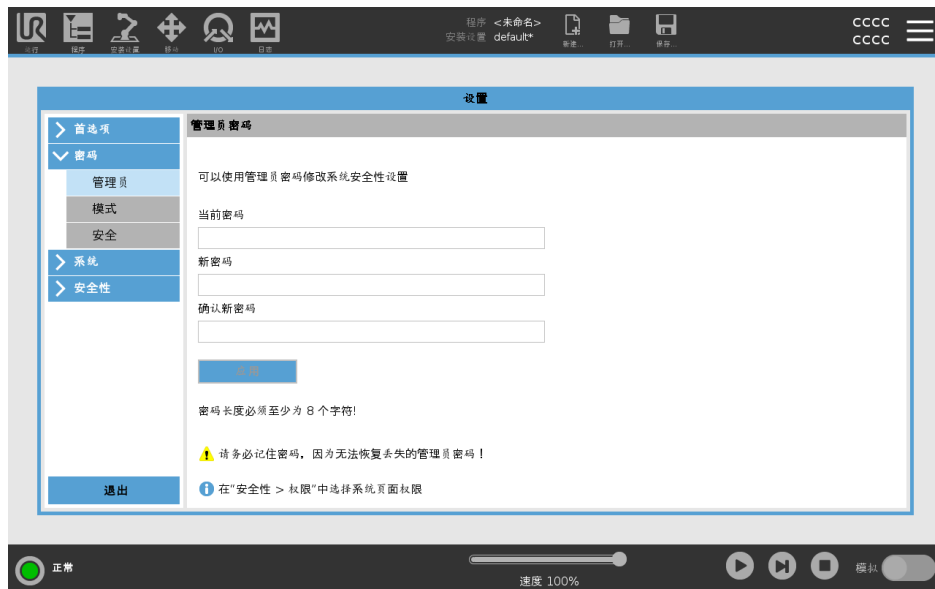 程序 <未命名>
安装设置 default*
cccc
cccc
运行
程序
安装设置
移动
I/O
日志
新建...
打开...
保存...
设置
首选项
密码
管理员
模式
安全
系统
安全性
退出
管理员密码
可以使用管理员密码修改系统安全性设置
当前密码
新密码
确认新密码
应用
密码长度必须至少为 8 个字符!
请务必记住密码，因为无法恢复丢失的管理员密码！
在“安全性 > 权限”中选择系统页面权限
正常
速度 100%
模拟